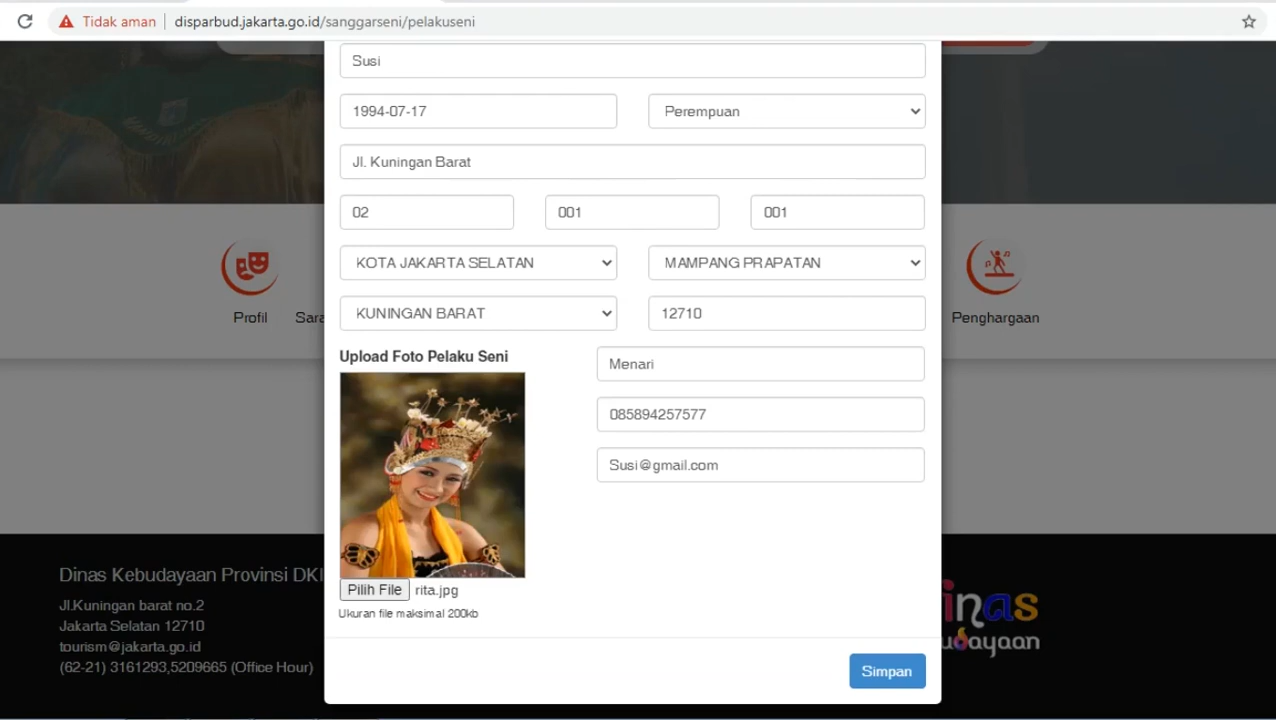 Tidak aman disparbud.jakarta.go.id/sanggarseni/pelakuseni
Susi
1994-07-17 Perempuan
Jl. Kuningan Barat
02 001 001
KOTA JAKARTA SELATAN MAMPANG PRAPATAN
Profil Sara KUNINGAN BARAT 12710 Penghargaan
Upload Foto Pelaku Seni
Menari
085894257577
Susi@gmail.com
Pilih File rita.jpg
Ukuran file maksimal 200kb
Simpan
Dinas Kebudayaan Provinsi DKI
Jl.Kuningan barat no.2
Jakarta Selatan 12710
tourism@jakarta.go.id
(62-21) 3161293,5209665 (Office Hour)
inas
udayaan